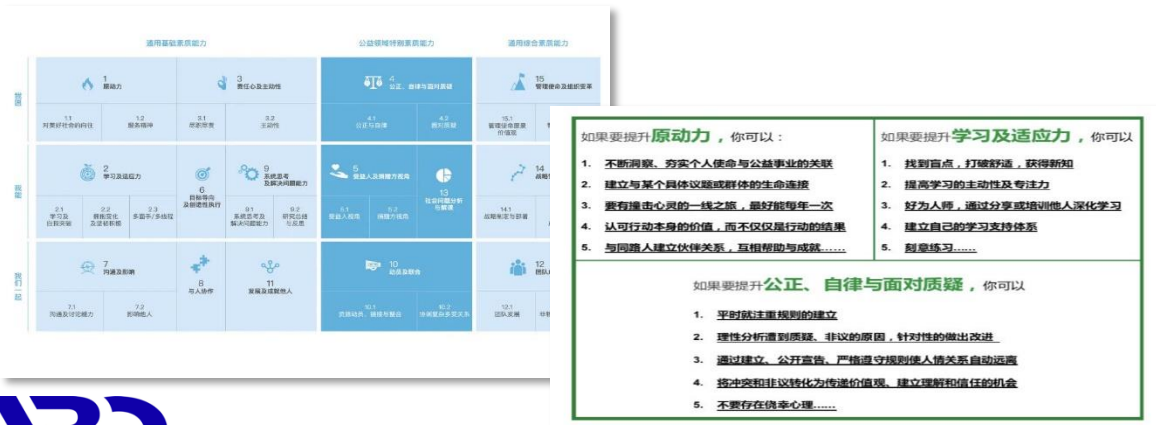 通用基础素质能力
公益领域特别素质能力
通用综合素质能力
我愿
1
原动力
3
责任心及主动性
4
公正、自律与面对质疑
15
管理使命及组织变革
1.1
对美好社会的向往
1.2
服务精神
3.1
尽职尽责
3.2
主动性
4.1
公正与自律
4.2
面对质疑
15.1
管理使命愿景
价值观
我能
2
学习及适应力
6
目标导向
及创造性执行
9
系统思考
及解决问题能力
5
受益人及捐赠方视角
13
社会问题分析
与解读
14
2.1
学习及
自我突破
2.2
拥抱变化
及坚韧积极
2.3
多面手/多线程
9.1
系统思考及
解决问题能力
9.2
研究总结
与反思
5.1
受益人视角
5.2
捐赠方视角
14.1
战略制定与部署
我们一起
7
沟通及影响
8
与人协作
11
发展及成就他人
10
动员及联合
12
7.1
沟通及讨论能力
7.2
影响他人
10.1
资源动员、链接与整合
10.2
12.1
团队发展
如果要提升原动力，你可以：
1. 不断洞察、夯实个人使命与公益事业的关联
2. 建立与某个具体议题或群体的生命连接
3. 要有撞击心灵的一线之旅，最好能每年一次
4. 认可行动本身的价值，而不仅仅是行动的结果
5. 与同路人建立伙伴关系，互相帮助与成就……
如果要提升学习及适应力，你可以
1. 找到盲点，打破舒适，获得新知
2. 提高学习的主动性及专注力
3. 好为人师，通过分享或培训他人深化学习
4. 建立自己的学习支持体系
5. 刻意练习……
如果要提升公正、自律与面对质疑，你可以
1. 平时就注重规则的建立
2. 理性分析遭到质疑、非议的原因，针对性的做出改进
3. 通过建立、公开宣告、严格遵守规则使人情关系自动远离
4. 将冲突和非议转化为传递价值观、建立理解和信任的机会
5. 不要存在侥幸心理……